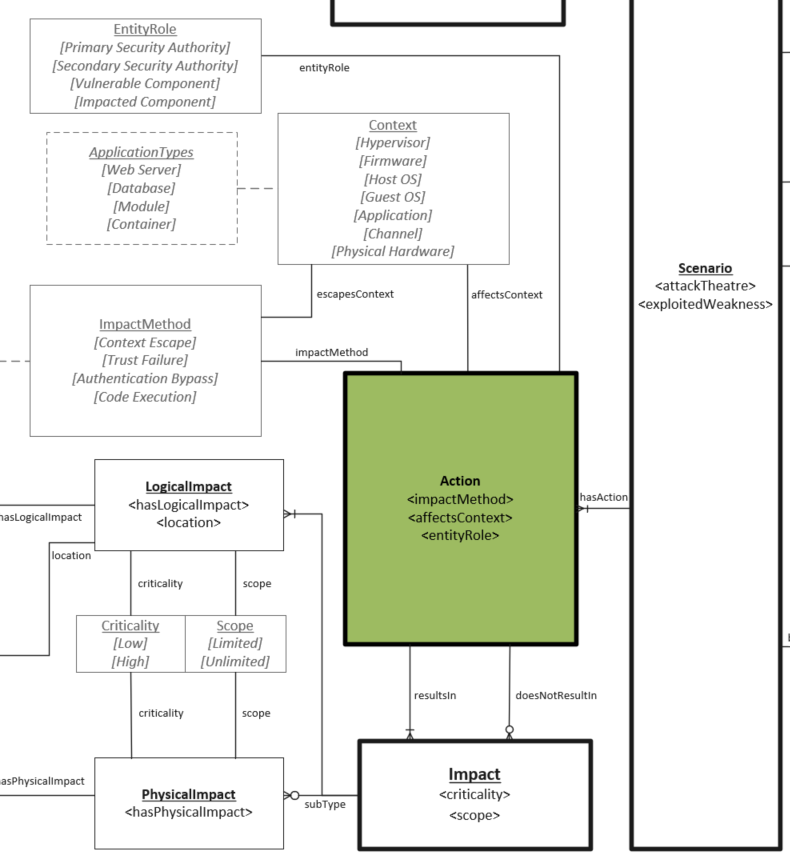 EntityRole
[Primary Security Authority]
[Secondary Security Authority]
[Vulnerable Component]
[Impacted Component]
entityRole
ApplicationTypes
[Web Server]
[Database]
[Module]
[Container]
Context
[Hypervisor]
[Firmware]
[Host OS]
[Guest OS]
[Application]
[Channel]
[Physical Hardware]
Scenario
<attackTheatre>
<exploitedWeakness>
escapesContext
affectsContext
ImpactMethod
[Context Escape]
[Trust Failure]
[Authentication Bypass]
[Code Execution]
impactMethod
Action
<impactMethod>
<affectsContext>
<entityRole>
hasAction
LogicalImpact
<hasLogicalImpact>
<location>
hasLogicalImpact
location
criticality
scope
Criticality
[Low]
[High]
Scope
[Limited]
[Unlimited]
criticality
scope
resultsIn
doesNotResultIn
PhysicalImpact
<hasPhysicalImpact>
asPhysicalImpact
subType
Impact
<criticality>
<scope>